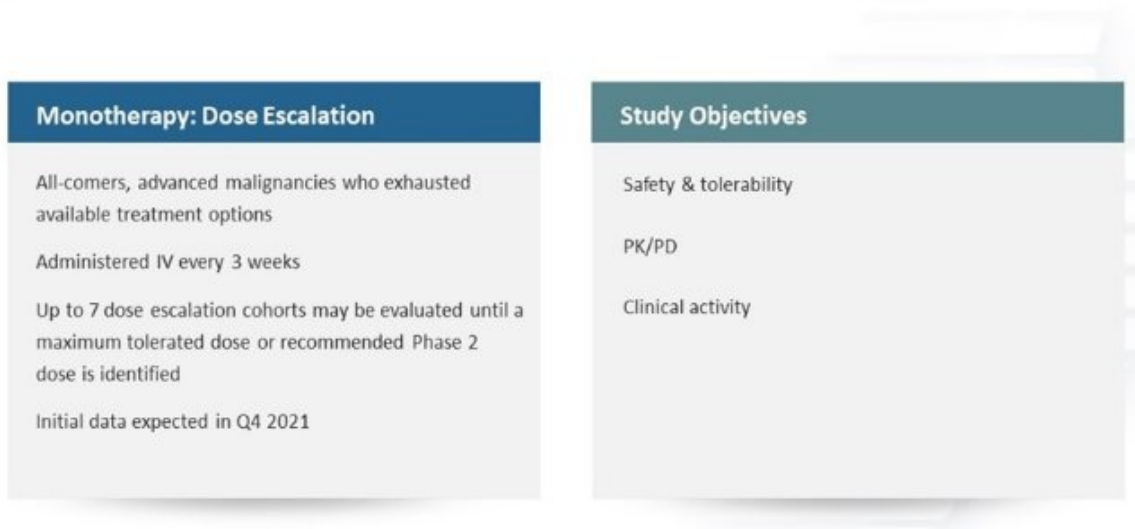 Monotherapy: Dose Escalation
All-comers, advanced malignancies who exhausted
available treatment options
Administered IV every 3 weeks
Up to 7 dose escalation cohorts may be evaluated until a
maximum tolerated dose or recommended Phase 2
dose is identified
Initial data expected in Q4 2021
Study Objectives
Safety & tolerability
PK/PD
Clinical activity